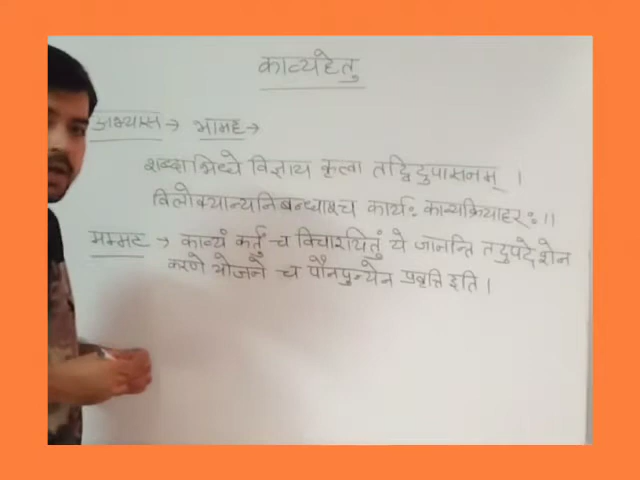 काव्यहेतु
अभ्यास → भामह →
शब्दाभिधेये विज्ञाय कृत्वा तद्विदुपासनम् ।
विलोक्यान्यनिबन्धाश्च कार्यः काव्यक्रियादरः ।।
मम्मट → काव्यं कर्तुं च विचारयितुं ये जानन्ति तदुपदेशेन
करणे भोजने च पौनपुन्येन प्रवृत्ति इति ।